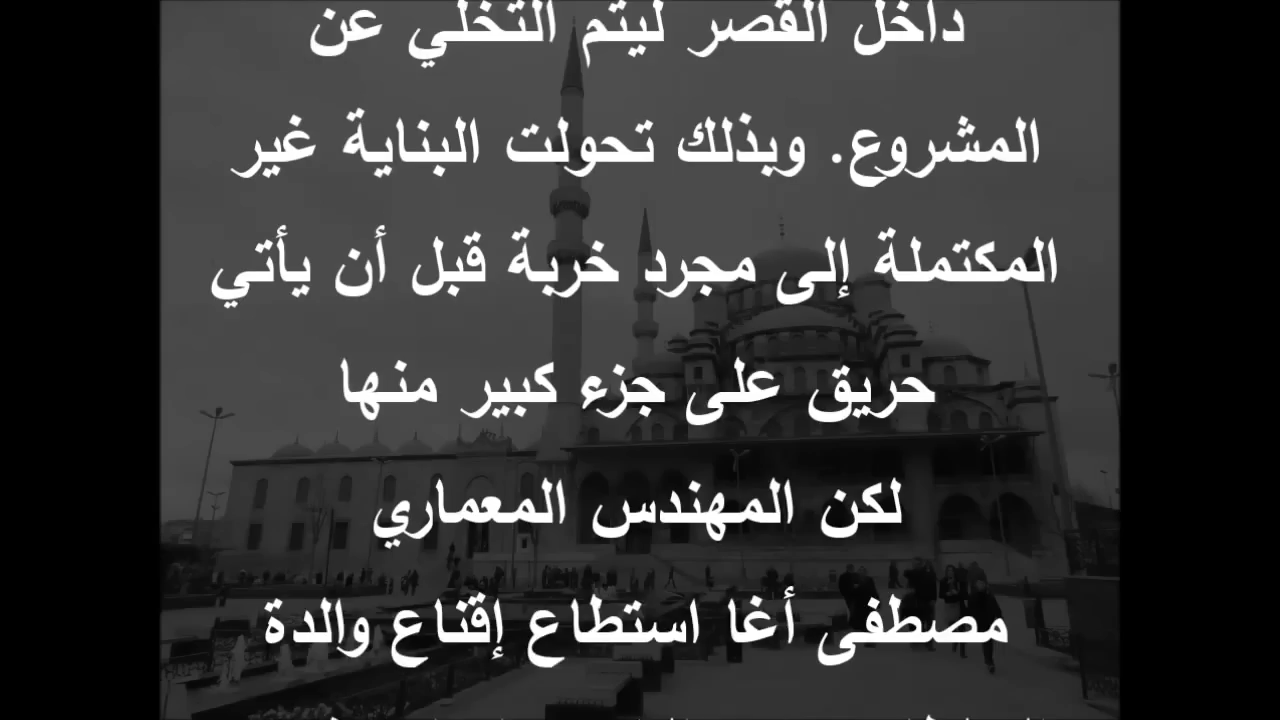 داخل القصر ليتم التخلي عن
المشروع. وبذلك تحولت البناية غير
المكتملة إلى مجرد خربة قبل أن يأتي
حريق على جزء كبير منها
لكن المهندس المعماري
مصطفى أغا استطاع إقناع والدة